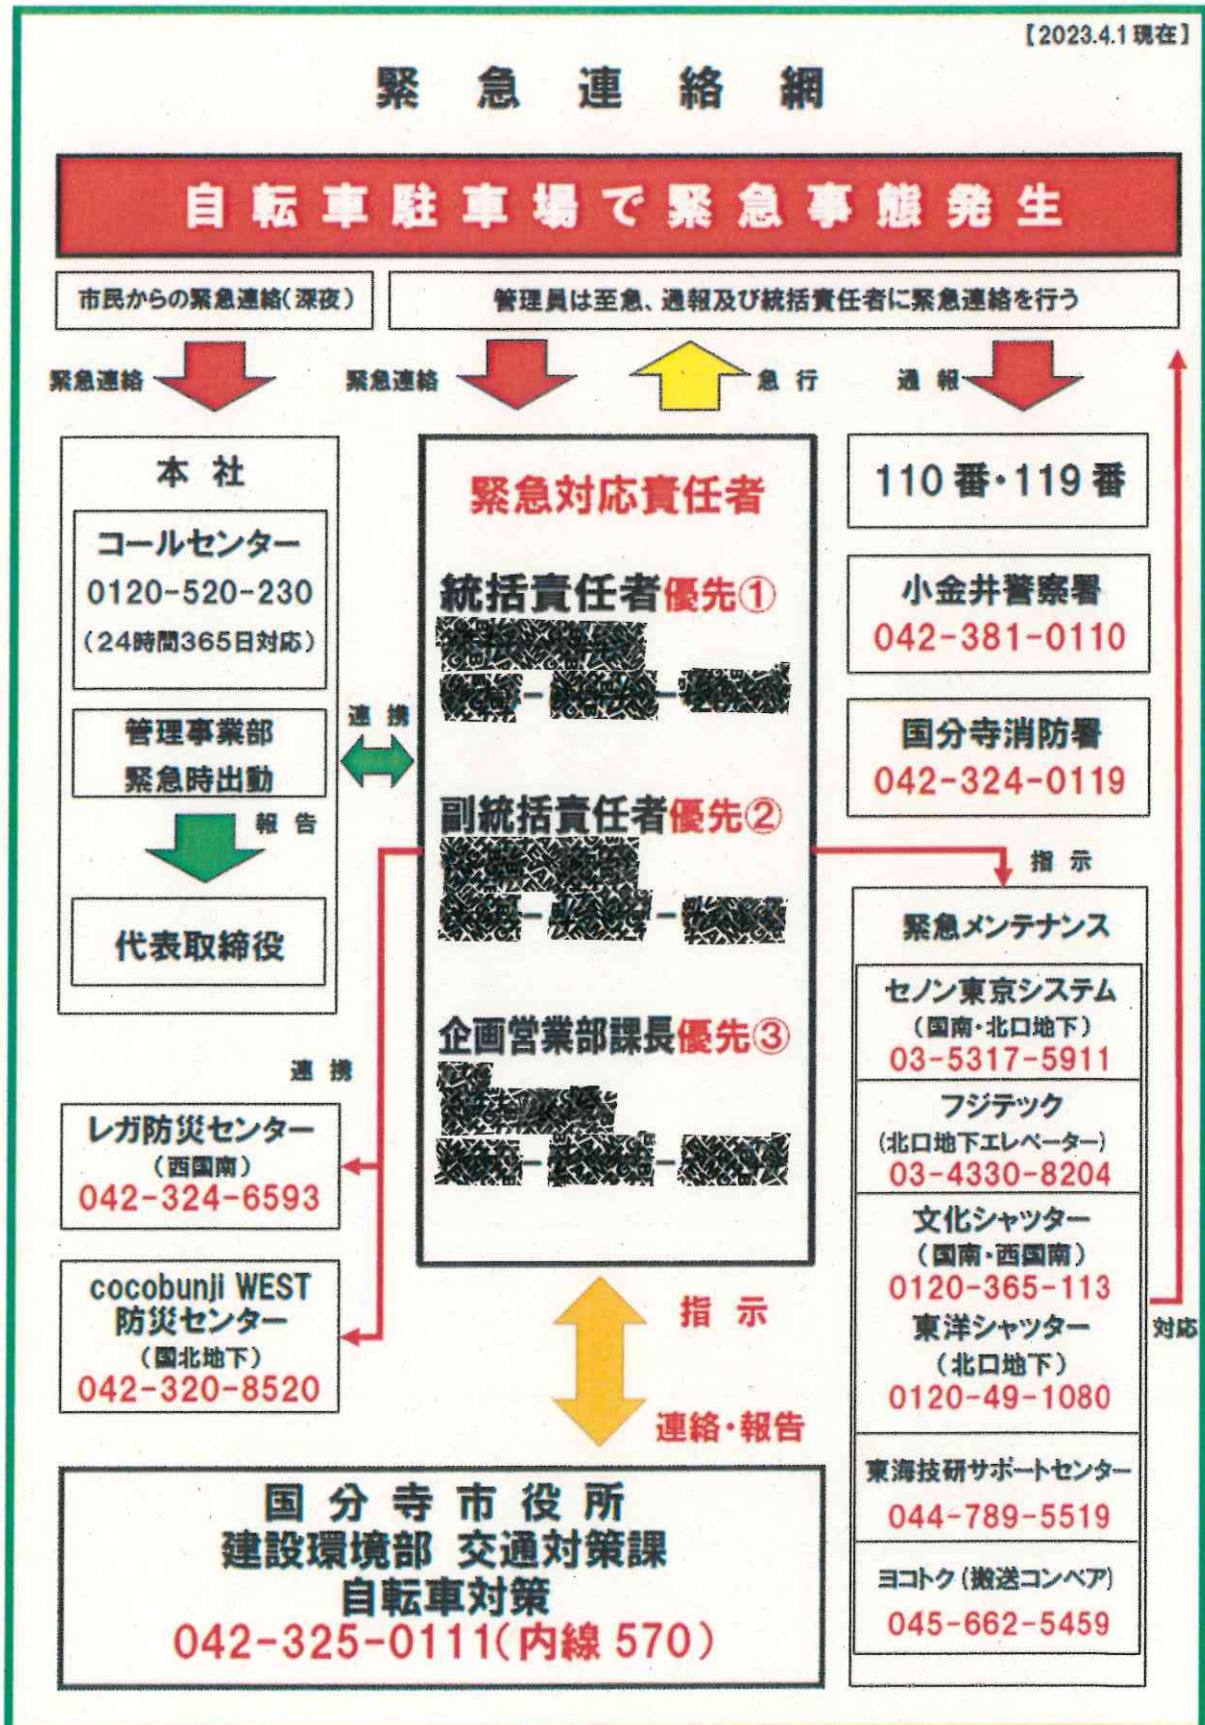 【2023.4.1現在】
緊急連絡網
自転車駐車場で緊急事態発生
市民からの緊急連絡(深夜)
管理員は至急、通報及び統括責任者に緊急連絡を行う
緊急連絡
緊急連絡
急行
通報
本社
コールセンター
0120-520-230
(24時間365日対応)
管理事業部
緊急時出動
報告
代表取締役
連携
緊急対応責任者
統括責任者優先①
副統括責任者優先②
企画営業部課長優先③
110番・119番
小金井警察署
042-381-0110
国分寺消防署
042-324-0119
指示
緊急メンテナンス
セノン東京システム
(国南・北口地下)
03-5317-5911
フジテック
(北口地下エレベーター)
03-4330-8204
文化シャッター
(国南・西国南)
0120-365-113
東洋シャッター
(北口地下)
0120-49-1080
東海技研サポートセンター
044-789-5519
ヨコトク(搬送コンベア)
045-662-5459
対応
連携
レガ防災センター
(西国南)
042-324-6593
cocobunji WEST
防災センター
(国北地下)
042-320-8520
指示
連絡・報告
国分寺市役所
建設環境部 交通対策課
自転車対策
042-325-0111(内線 570)